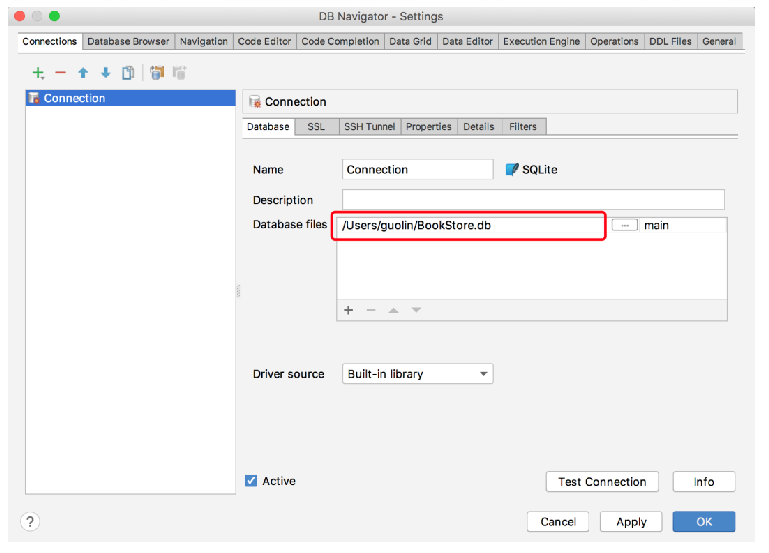 DB Navigator - Settings
Connections Database Browser Navigation Code Editor Code Completion Data Grid Data Editor Execution Engine Operations DDL Files General
Connection
Connection
Database SSL SSH Tunnel Properties Details Filters
Name Connection SQLite
Description
Database files /Users/guolin/BookStore.db ... main
Driver source Built-in library
Active
Test Connection Info
? Cancel Apply OK